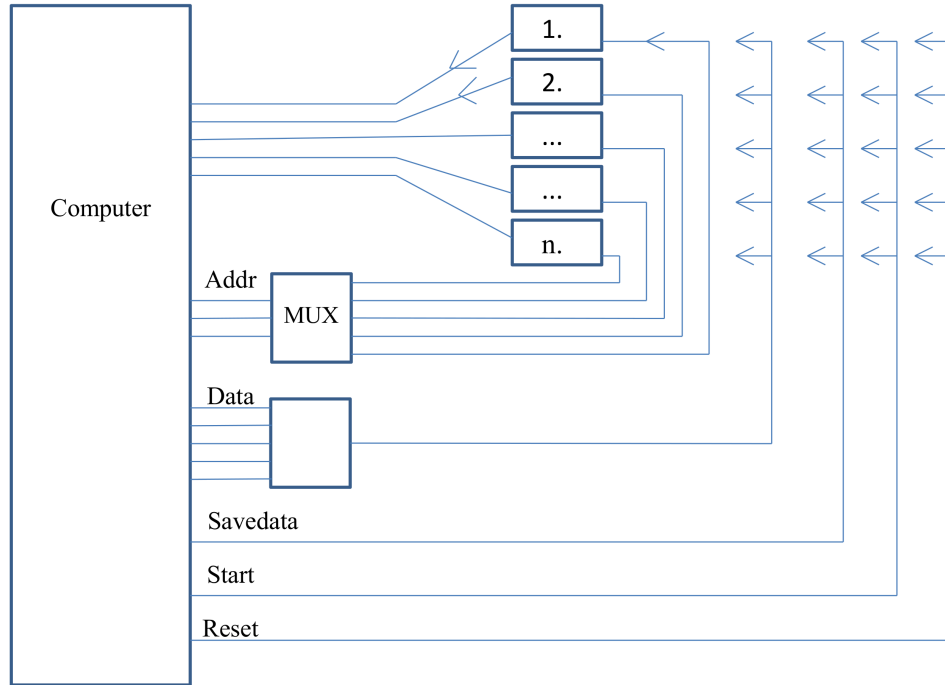 1.
2.
...
...
n.
Computer
Addr
MUX
Data
Savedata
Start
Reset